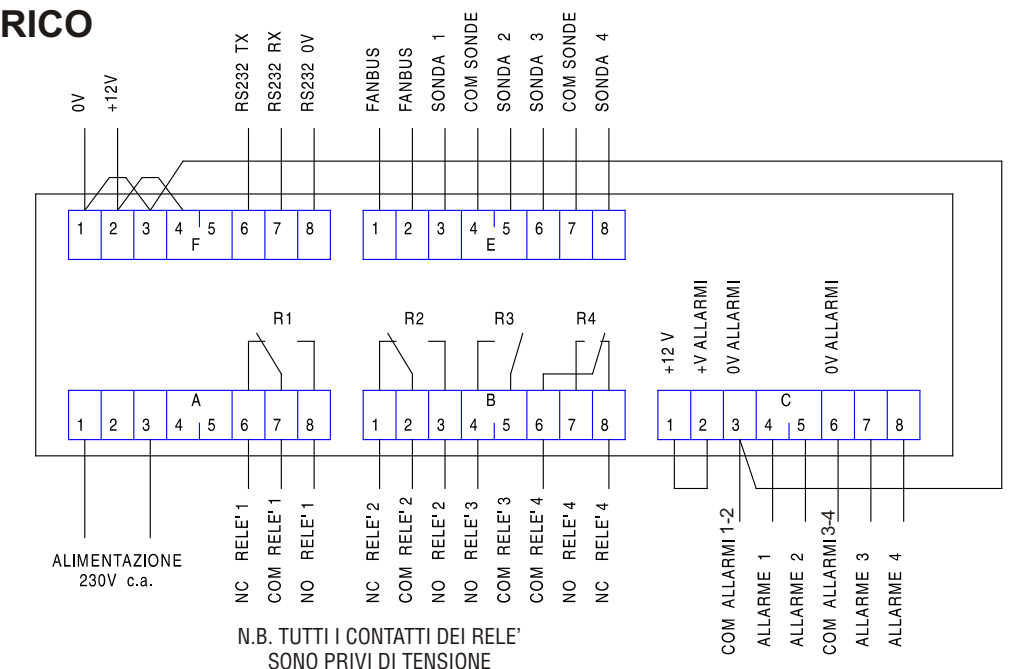 RICO
0V
+12V
RS232 TX
RS232 RX
RS232 0V
FANBUS
FANBUS
SONDA 1
COM SONDE
SONDA 2
SONDA 3
COM SONDE
SONDA 4
1 2 3 4 5 6 7 8
F
1 2 3 4 5 6 7 8
E
R1
R2
R3
R4
+12 V
+V ALLARMI
0V ALLARMI
0V ALLARMI
A
1 2 3 4 5 6 7 8
B
1 2 3 4 5 6 7 8
C
1 2 3 4 5 6 7 8
ALIMENTAZIONE
230V c.a.
NC RELE' 1
COM RELE' 1
NO RELE' 1
NC RELE' 2
COM RELE' 2
NO RELE' 2
NO RELE' 3
COM RELE' 3
COM RELE' 4
NO RELE' 4
NC RELE' 4
COM ALLARMI 1-2
ALLARME 1
ALLARME 2
COM ALLARMI 3-4
ALLARME 3
ALLARME 4
N.B. TUTTI I CONTATTI DEI RELE’
SONO PRIVI DI TENSIONE